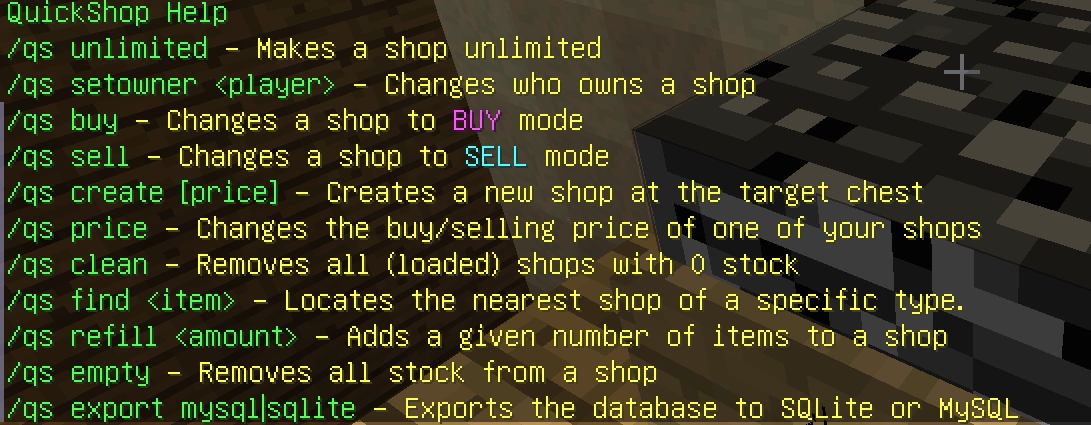 QuickShop Help
/qs unlimited - Makes a shop unlimited
/qs setowner <player> - Changes who owns a shop
/qs buy - Changes a shop to BUY mode
/qs sell - Changes a shop to SELL mode
/qs create [price] - Creates a new shop at the target chest
/qs price - Changes the buy/selling price of one of your shops
/qs clean - Removes all (loaded) shops with 0 stock
/qs find <item> - Locates the nearest shop of a specific type.
/qs refill <amount> - Adds a given number of items to a shop
/qs empty - Removes all stock from a shop
/qs export mysql|sqlite - Exports the database to SQLite or MySQL